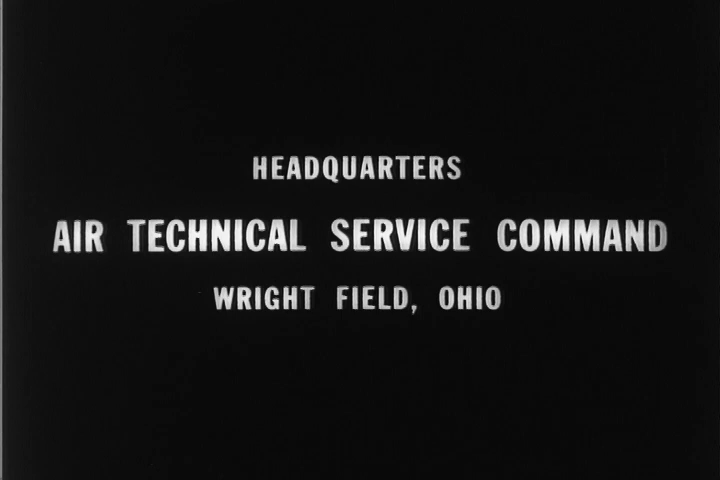 HEADQUARTERS
AIR TECHNICAL SERVICE COMMAND
WRIGHT FIELD, OHIO